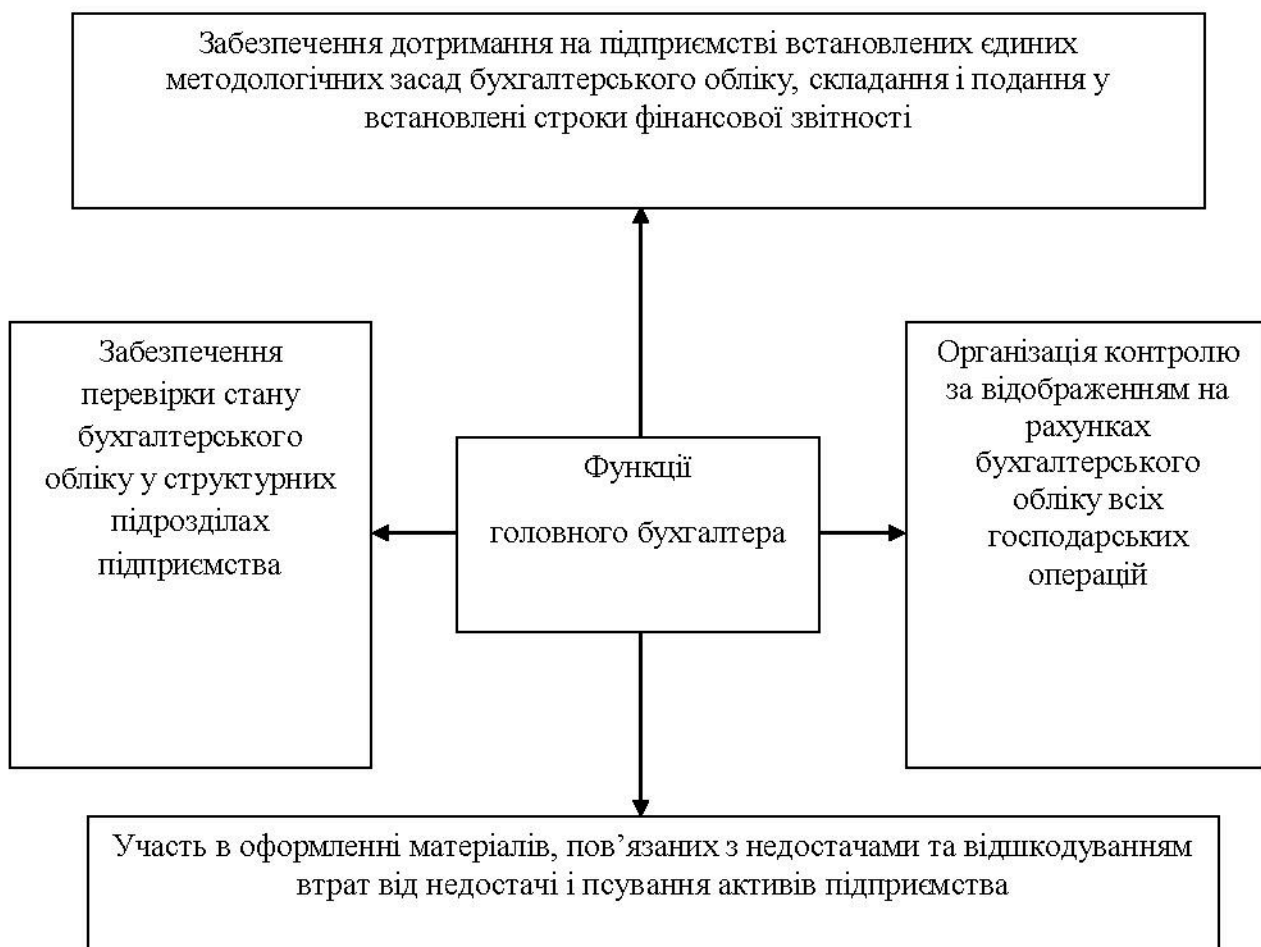 Забезпечення дотримання на підприємстві встановлених єдиних
методологічних засад бухгалтерського обліку, складання і подання у
встановлені строки фінансової звітності
Забезпечення
перевірки стану
бухгалтерського
обліку у структурних
підрозділах
підприємства
Функції
головного бухгалтера
Організація контролю
за відображенням на
рахунках
бухгалтерського
обліку всіх
господарських
операцій
Участь в оформленні матеріалів, пов’язаних з недостачами та відшкодуванням
втрат від недостачі і псування активів підприємства